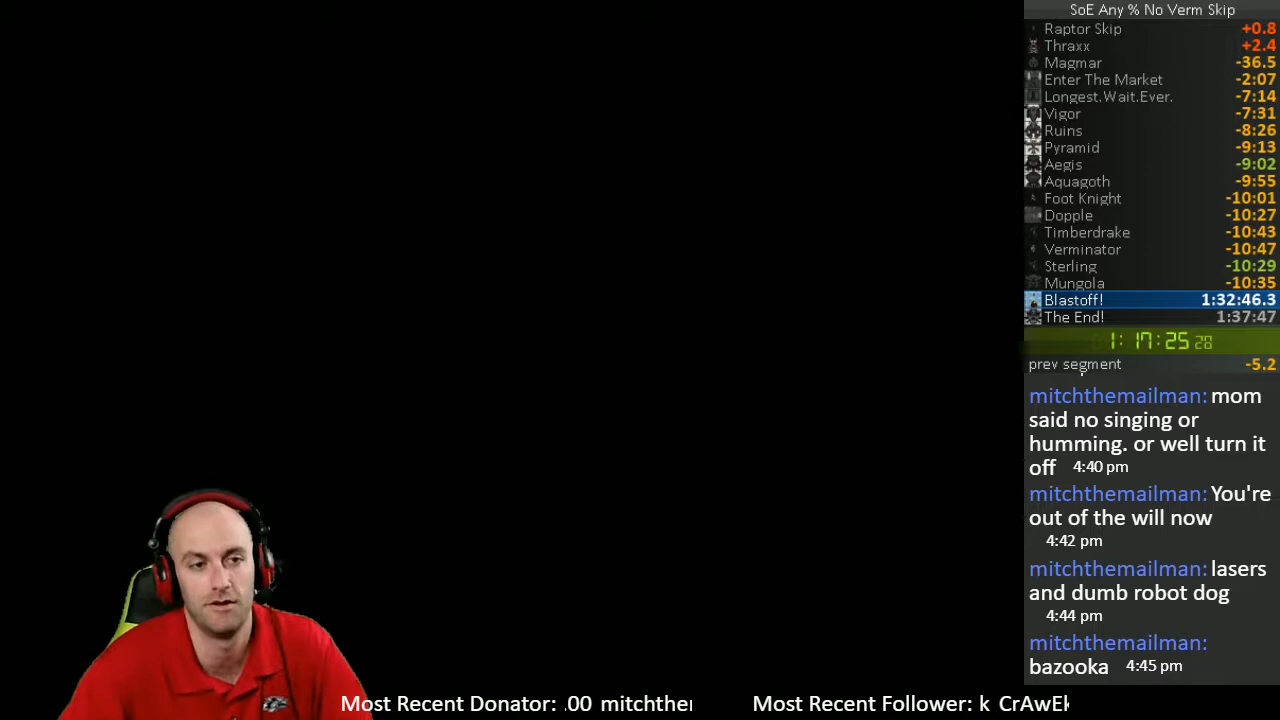 SoE Any % No Verm Skip
Raptor Skip +0.8
Thraxx +2.4
Magmar -36.5
Enter The Market -2:07
Longest.Wait.Ever. -7:14
Vigor -7:31
Ruins -8:26
Pyramid -9:13
Aegis -9:02
Aquagoth -9:55
Foot Knight -10:01
Dopple -10:27
Timberdrake -10:43
Verminator -10:47
Sterling -10:29
Mungola -10:35
Blastoff! 1:32:46.3
The End! 1:37:47
1:17:25 28
prev segment -5.2
mitchthemailman: mom
said no singing or
humming. or well turn it
off 4:40 pm
mitchthemailman: You're
out of the will now
4:42 pm
mitchthemailman: lasers
and dumb robot dog
4:44 pm
mitchthemailman:
bazooka 4:45 pm
Most Recent Donator: .00 mitchther Most Recent Follower: k CrAwEk